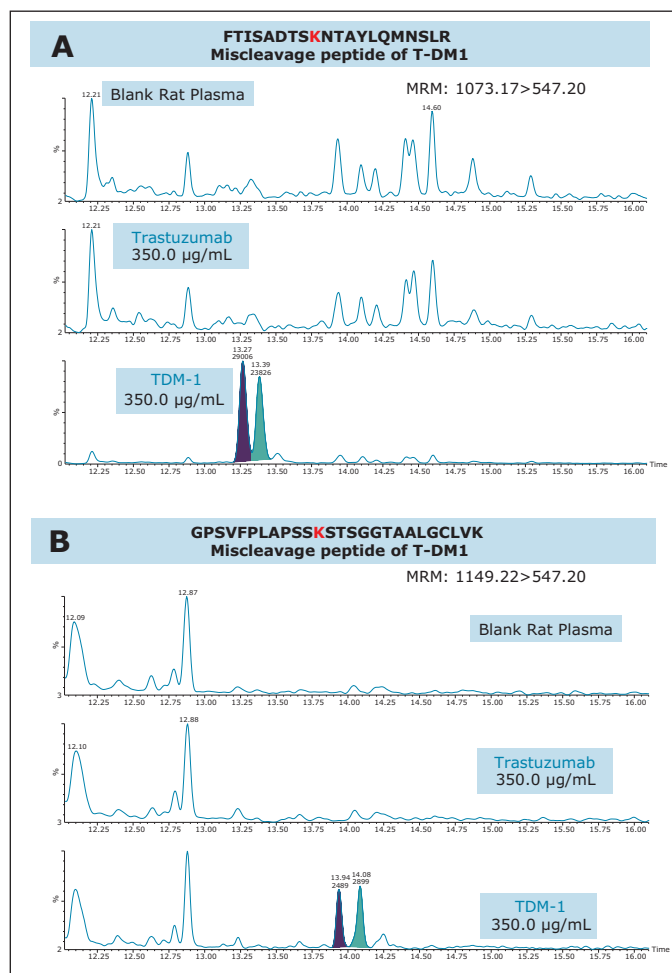 A
FTISADTSKNTAYLQMNSLR
Miscleavage peptide of T-DM1
MRM: 1073.17>547.20
Blank Rat Plasma
12.21
14.60
%
2
12.25 12.50 12.75 13.00 13.25 13.50 13.75 14.00 14.25 14.50 14.75 15.00 15.25 15.50 15.75 16.00
Trastuzumab
350.0 µg/mL
12.21
%
2
12.25 12.50 12.75 13.00 13.25 13.50 13.75 14.00 14.25 14.50 14.75 15.00 15.25 15.50 15.75 16.00
TDM-1
350.0 µg/mL
13.27
29006
13.39
23826
%
0
12.25 12.50 12.75 13.00 13.25 13.50 13.75 14.00 14.25 14.50 14.75 15.00 15.25 15.50 15.75 16.00 Time
B
GPSVFPLAPSSKSTSGGTAALGCLVK
Miscleavage peptide of T-DM1
MRM: 1149.22>547.20
12.09
12.87
Blank Rat Plasma
%
3
12.25 12.50 12.75 13.00 13.25 13.50 13.75 14.00 14.25 14.50 14.75 15.00 15.25 15.50 15.75 16.00
12.10
12.88
Trastuzumab
350.0 µg/mL
%
3
12.25 12.50 12.75 13.00 13.25 13.50 13.75 14.00 14.25 14.50 14.75 15.00 15.25 15.50 15.75 16.00
13.94
2489
14.08
2899
TDM-1
350.0 µg/mL
%
2
12.25 12.50 12.75 13.00 13.25 13.50 13.75 14.00 14.25 14.50 14.75 15.00 15.25 15.50 15.75 16.00 Time